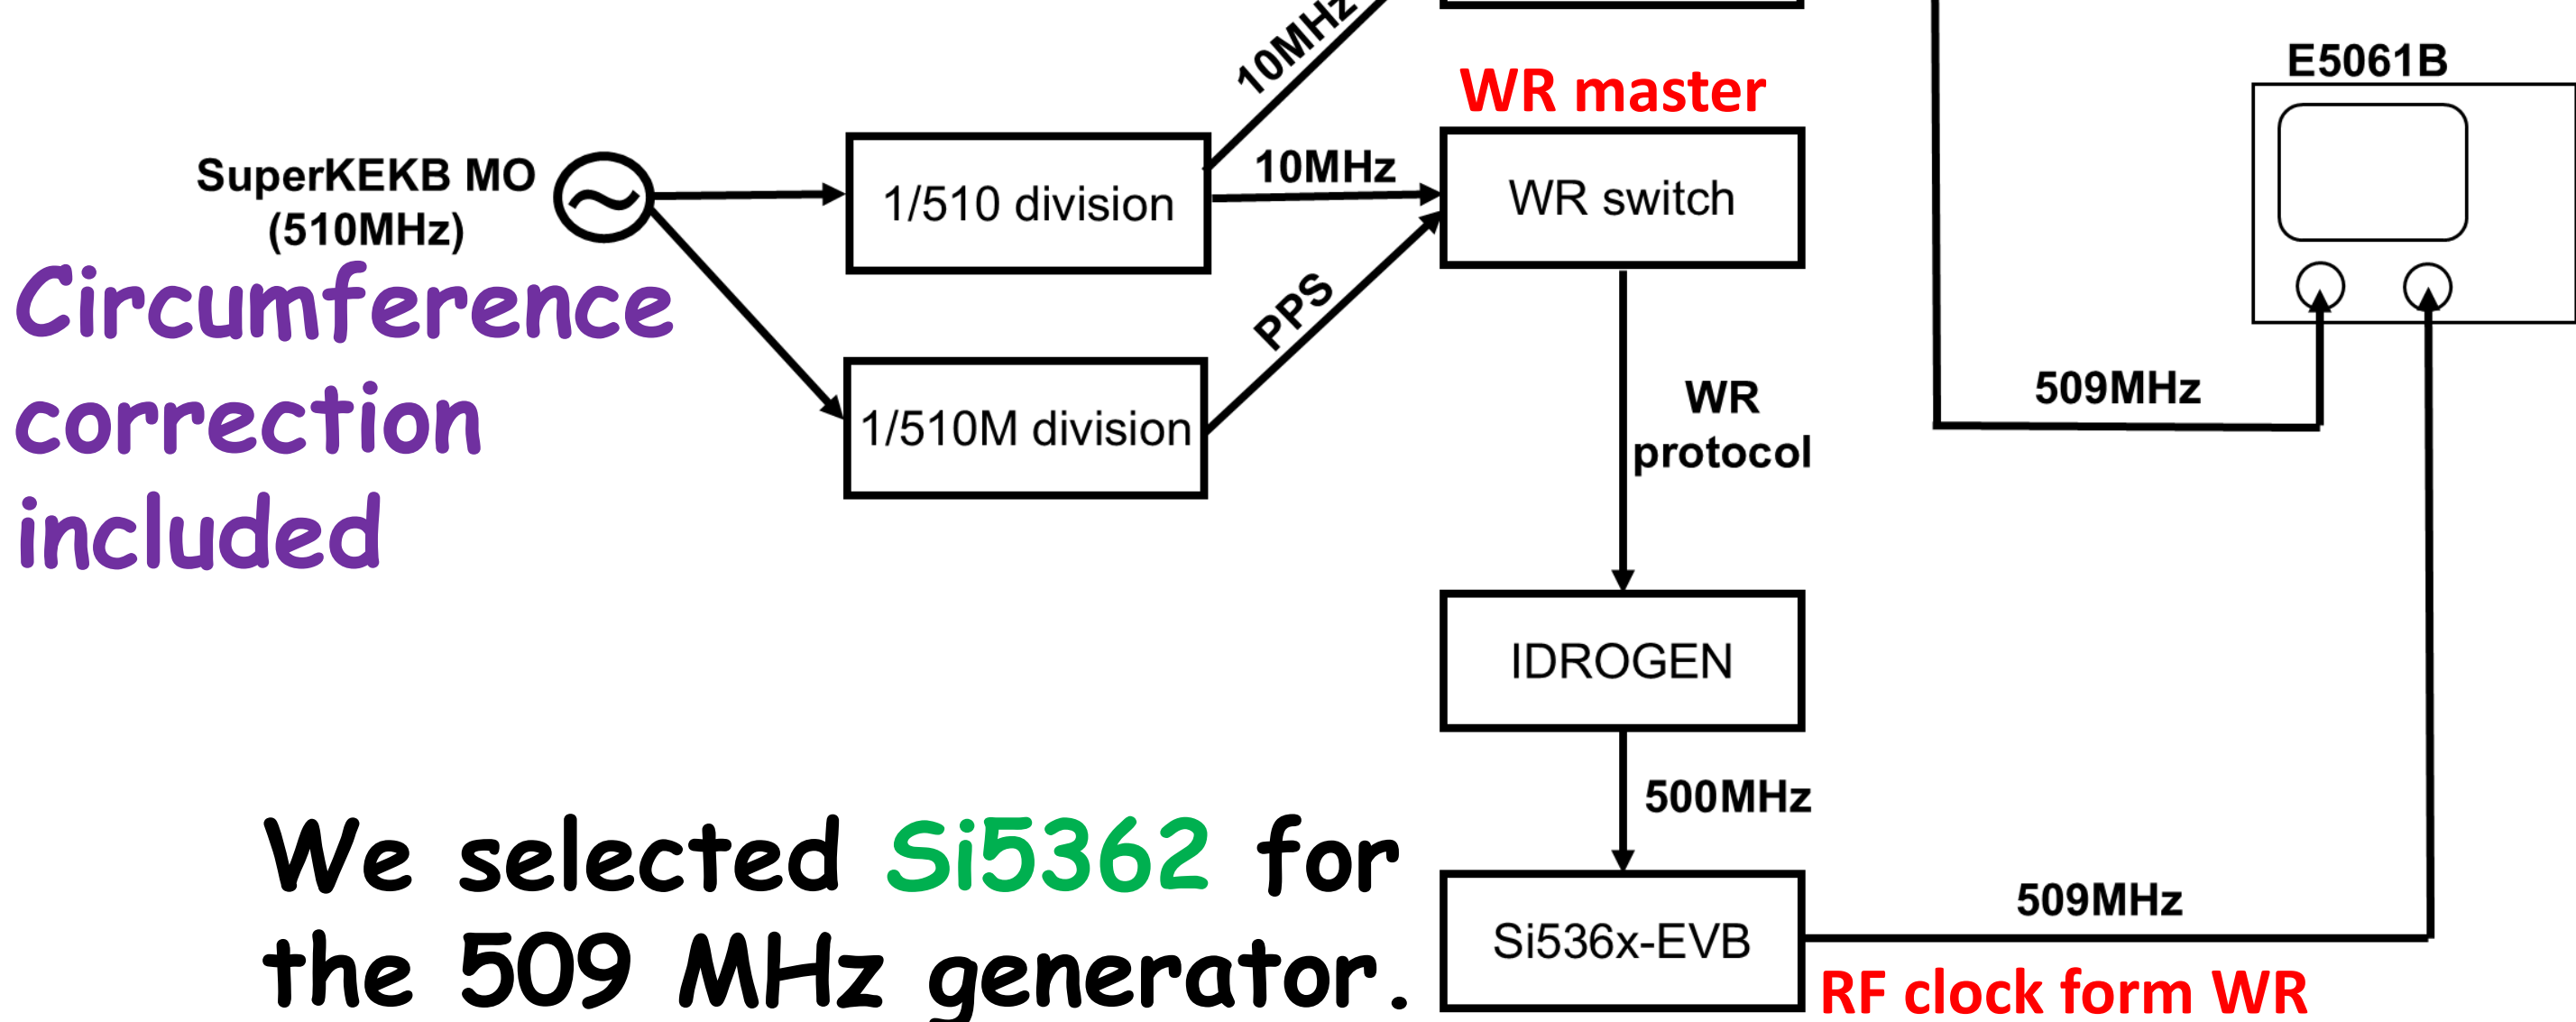 10MHz
E5061B
WR master
SuperKEKB MO
(510MHz)
1/510 division
10MHz
WR switch
PPS
Circumference
correction
included
1/510M division
WR
protocol
509MHz
IDROGEN
500MHz
We selected Si5362 for
the 509 MHz generator.
Si536x-EVB
509MHz
RF clock form WR